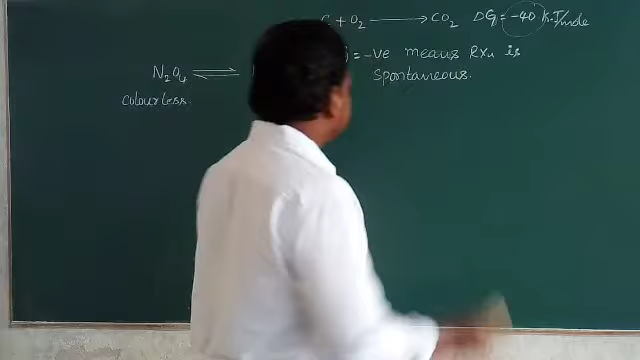 + O₂ ⟶ CO₂ ΔG = -40 kJ/mole
= -ve means Rxn is
spontaneous.
N₂O₄ ⇌
colourless.